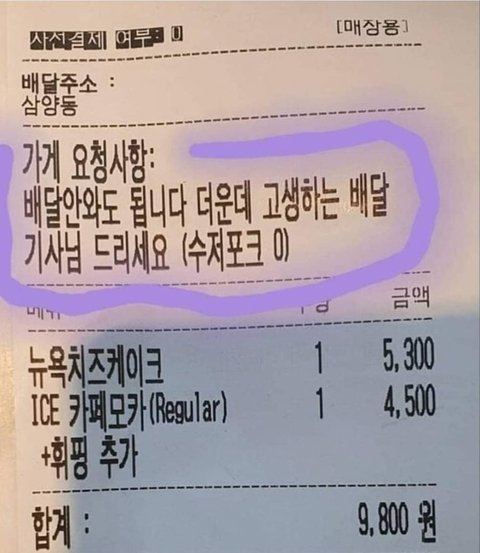 사전결제 여부: 0 [매장용]
배달주소 :
삼양동
가게 요청사항:
배달안와도 됩니다 더운데 고생하는 배달
기사님 드리세요 (수저포크 0)
금액
뉴욕치즈케이크 1 5,300
ICE 카페모카(Regular) 1 4,500
+휘핑 추가
합계 : 9,800 원